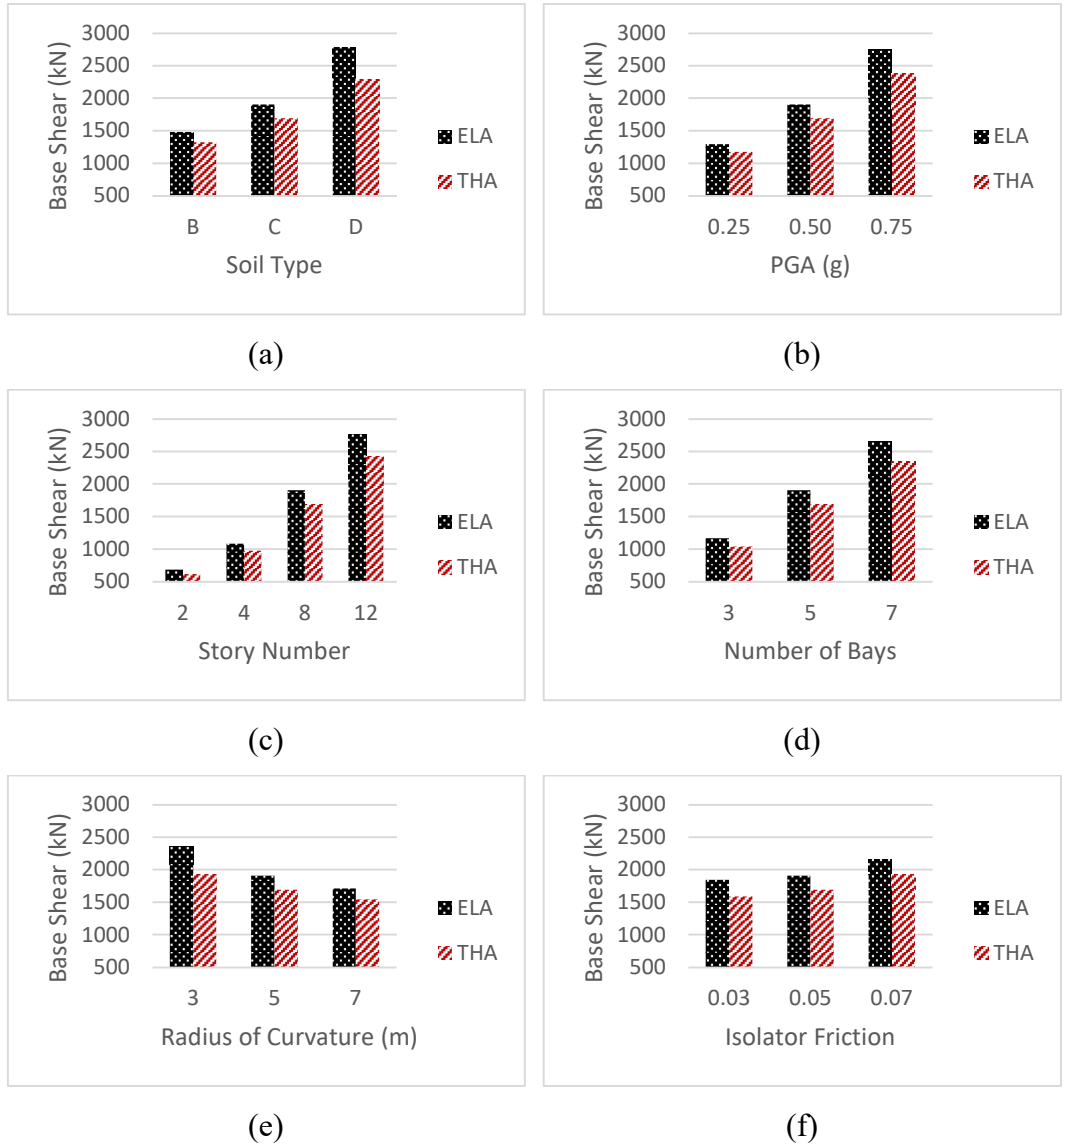 3000
2500
2000
1500
1000
500
Base Shear (kN)
B C D
Soil Type
ELA
THA
(a)
3000
2500
2000
1500
1000
500
Base Shear (kN)
0.25 0.50 0.75
PGA (g)
ELA
THA
(b)
3000
2500
2000
1500
1000
500
Base Shear (kN)
2 4 8 12
Story Number
ELA
THA
(c)
3000
2500
2000
1500
1000
500
Base Shear (kN)
3 5 7
Number of Bays
ELA
THA
(d)
3000
2500
2000
1500
1000
500
Base Shear (kN)
3 5 7
Radius of Curvature (m)
ELA
THA
(e)
3000
2500
2000
1500
1000
500
Base Shear (kN)
0.03 0.05 0.07
Isolator Friction
ELA
THA
(f)